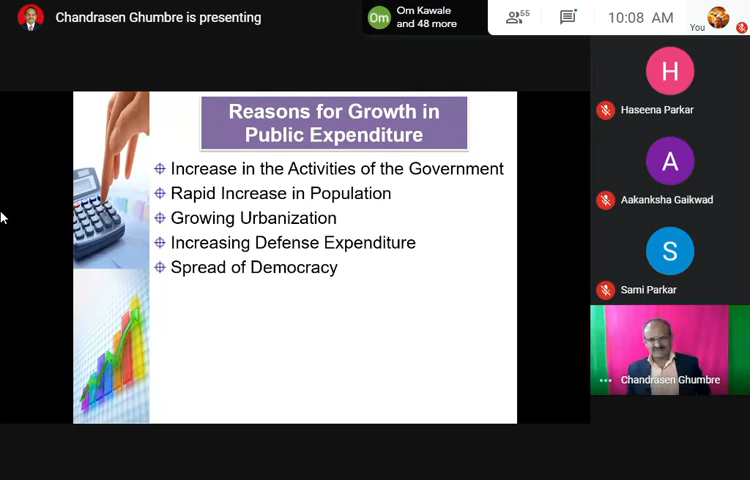 Chandrasen Ghumbre is presenting
Om
Om Kawale
and 48 more
55
10:08 AM
You
Reasons for Growth in
Public Expenditure
Increase in the Activities of the Government
Rapid Increase in Population
Growing Urbanization
Increasing Defense Expenditure
Spread of Democracy
H
Haseena Parkar
A
Aakanksha Gaikwad
S
Sami Parkar
Chandrasen Ghumbre